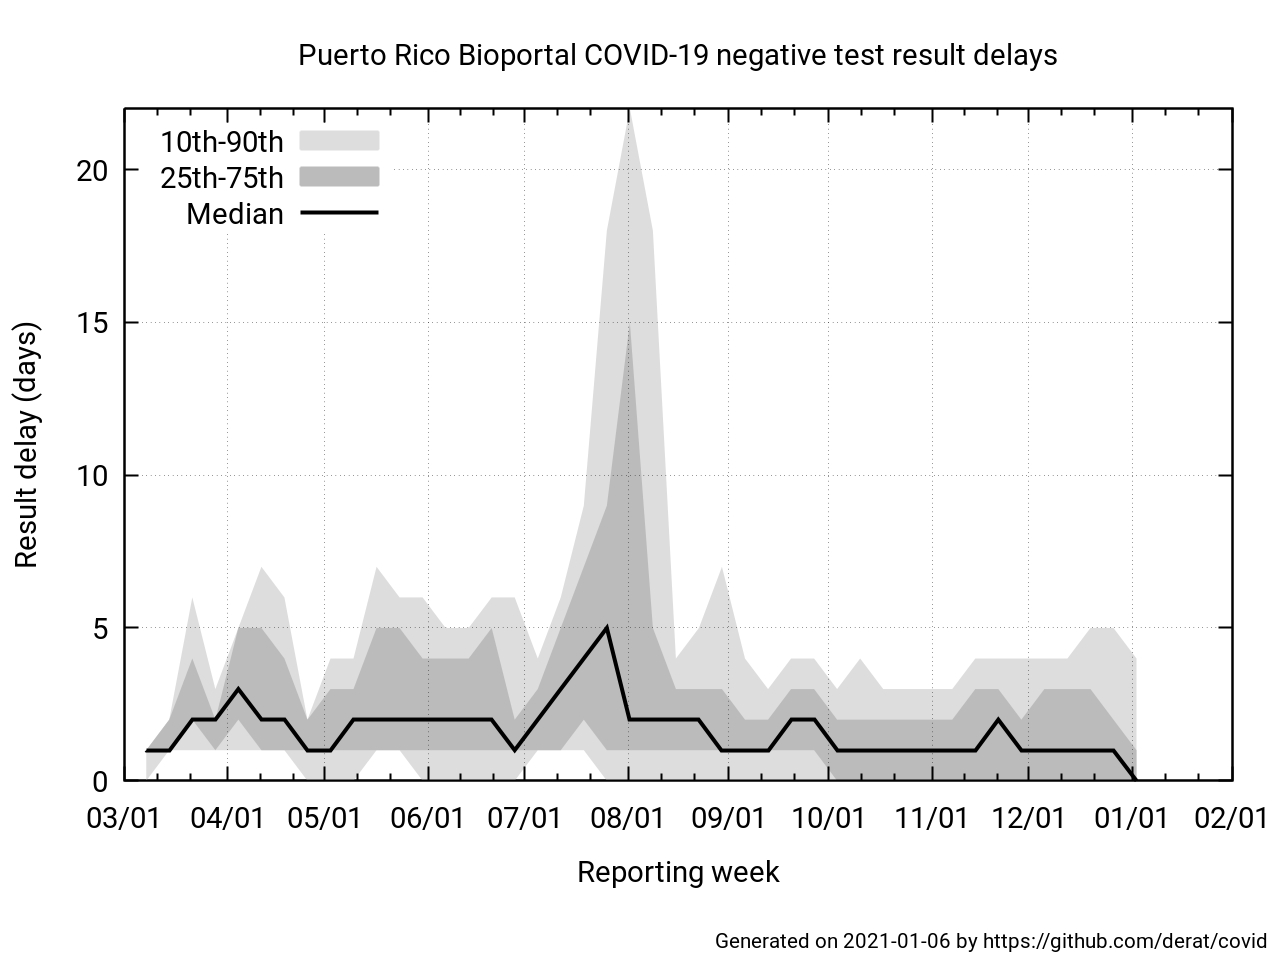 Puerto Rico Bioportal COVID-19 negative test result delays
10th-90th
25th-75th
Median
20
15
10
5
0
Result delay (days)
03/01 04/01 05/01 06/01 07/01 08/01 09/01 10/01 11/01 12/01 01/01 02/01
Reporting week
Generated on 2021-01-06 by https://github.com/derat/covid